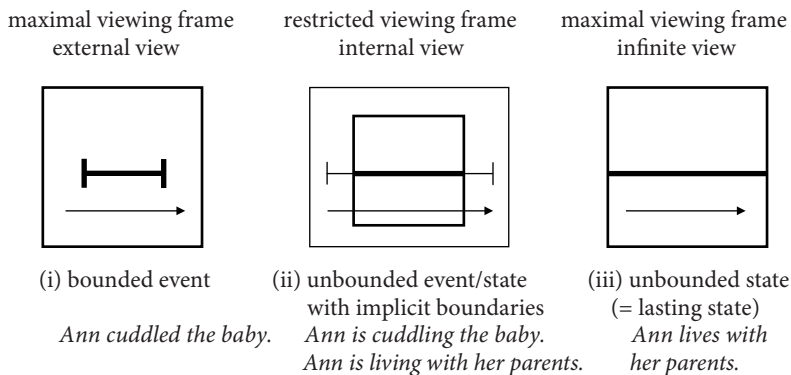 maximal viewing frame
external view
restricted viewing frame
internal view
maximal viewing frame
infinite view
(i) bounded event
Ann cuddled the baby.
(ii) unbounded event/state
with implicit boundaries
Ann is cuddling the baby.
Ann is living with her parents.
(iii) unbounded state
(= lasting state)
Ann lives with
her parents.